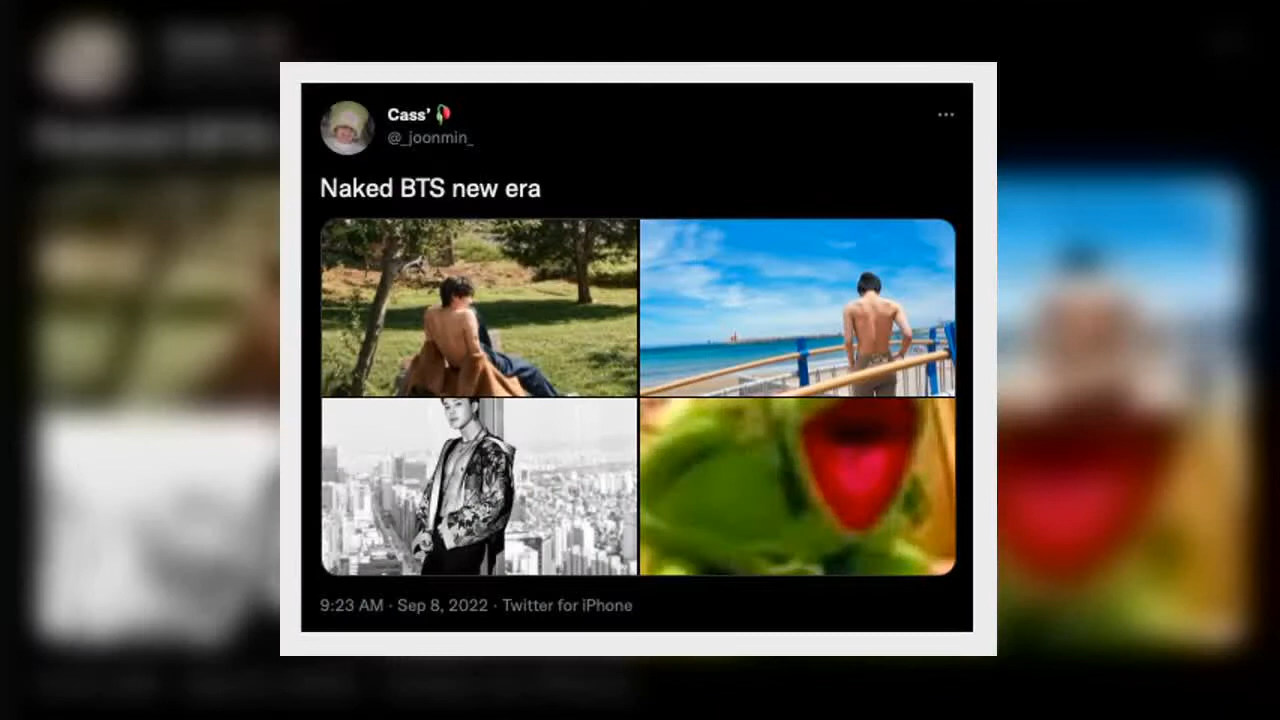 Cass'
@_joonmin_
Naked BTS new era
9:23 AM · Sep 8, 2022 · Twitter for iPhone